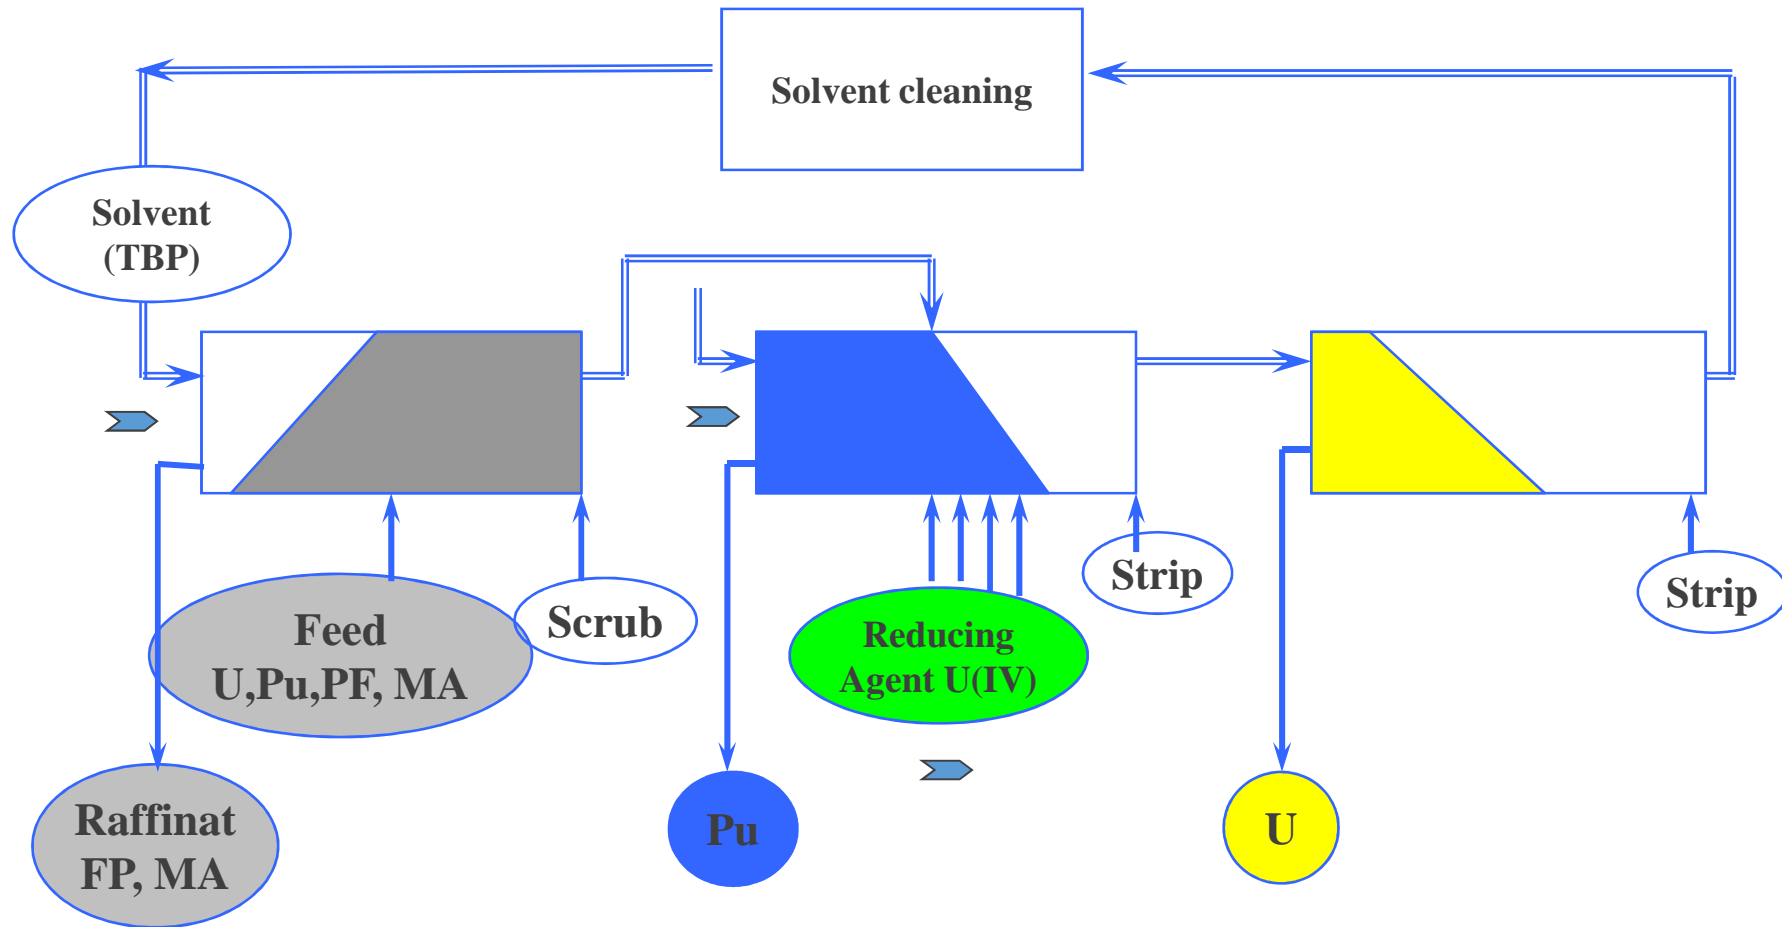 Solvent cleaning
Solvent
(TBP)
Feed
U,Pu,PF, MA
Scrub
Reducing
Agent U(IV)
Strip
Strip
Raffinat
FP, MA
Pu
U